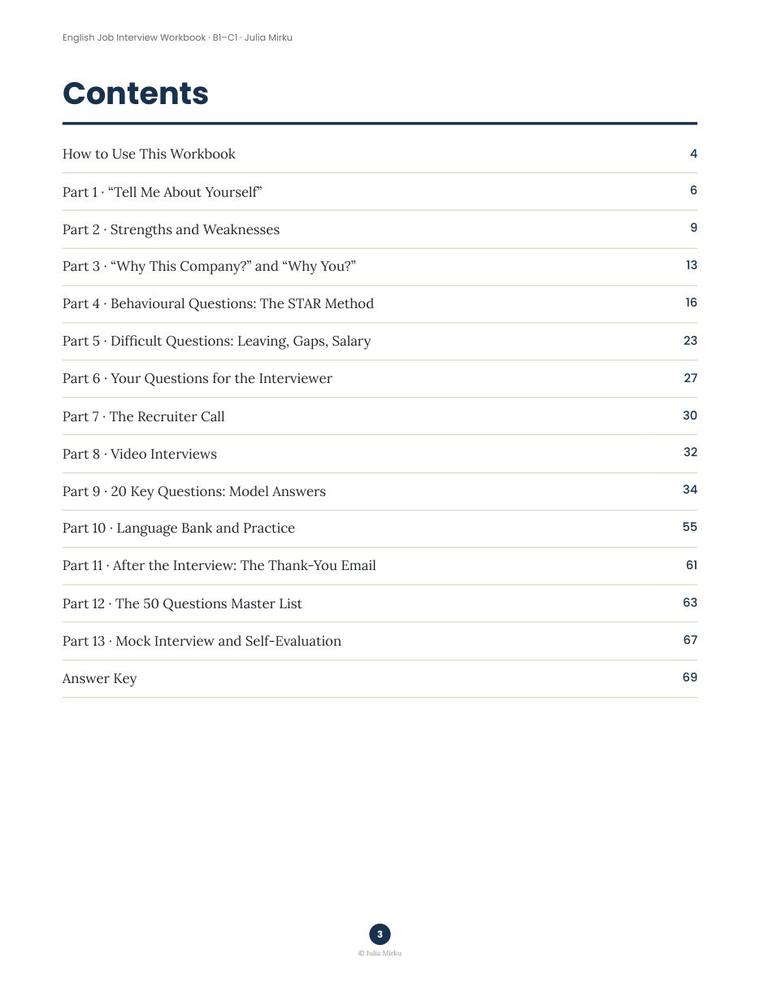 English Job Interview Workbook · B1–C1 · Julia Mirku
Contents
How to Use This Workbook 4
Part 1 · “Tell Me About Yourself” 6
Part 2 · Strengths and Weaknesses 9
Part 3 · “Why This Company?” and “Why You?” 13
Part 4 · Behavioural Questions: The STAR Method 16
Part 5 · Difficult Questions: Leaving, Gaps, Salary 23
Part 6 · Your Questions for the Interviewer 27
Part 7 · The Recruiter Call 30
Part 8 · Video Interviews 32
Part 9 · 20 Key Questions: Model Answers 34
Part 10 · Language Bank and Practice 55
Part 11 · After the Interview: The Thank-You Email 61
Part 12 · The 50 Questions Master List 63
Part 13 · Mock Interview and Self-Evaluation 67
Answer Key 69
3
© Julia Mirku